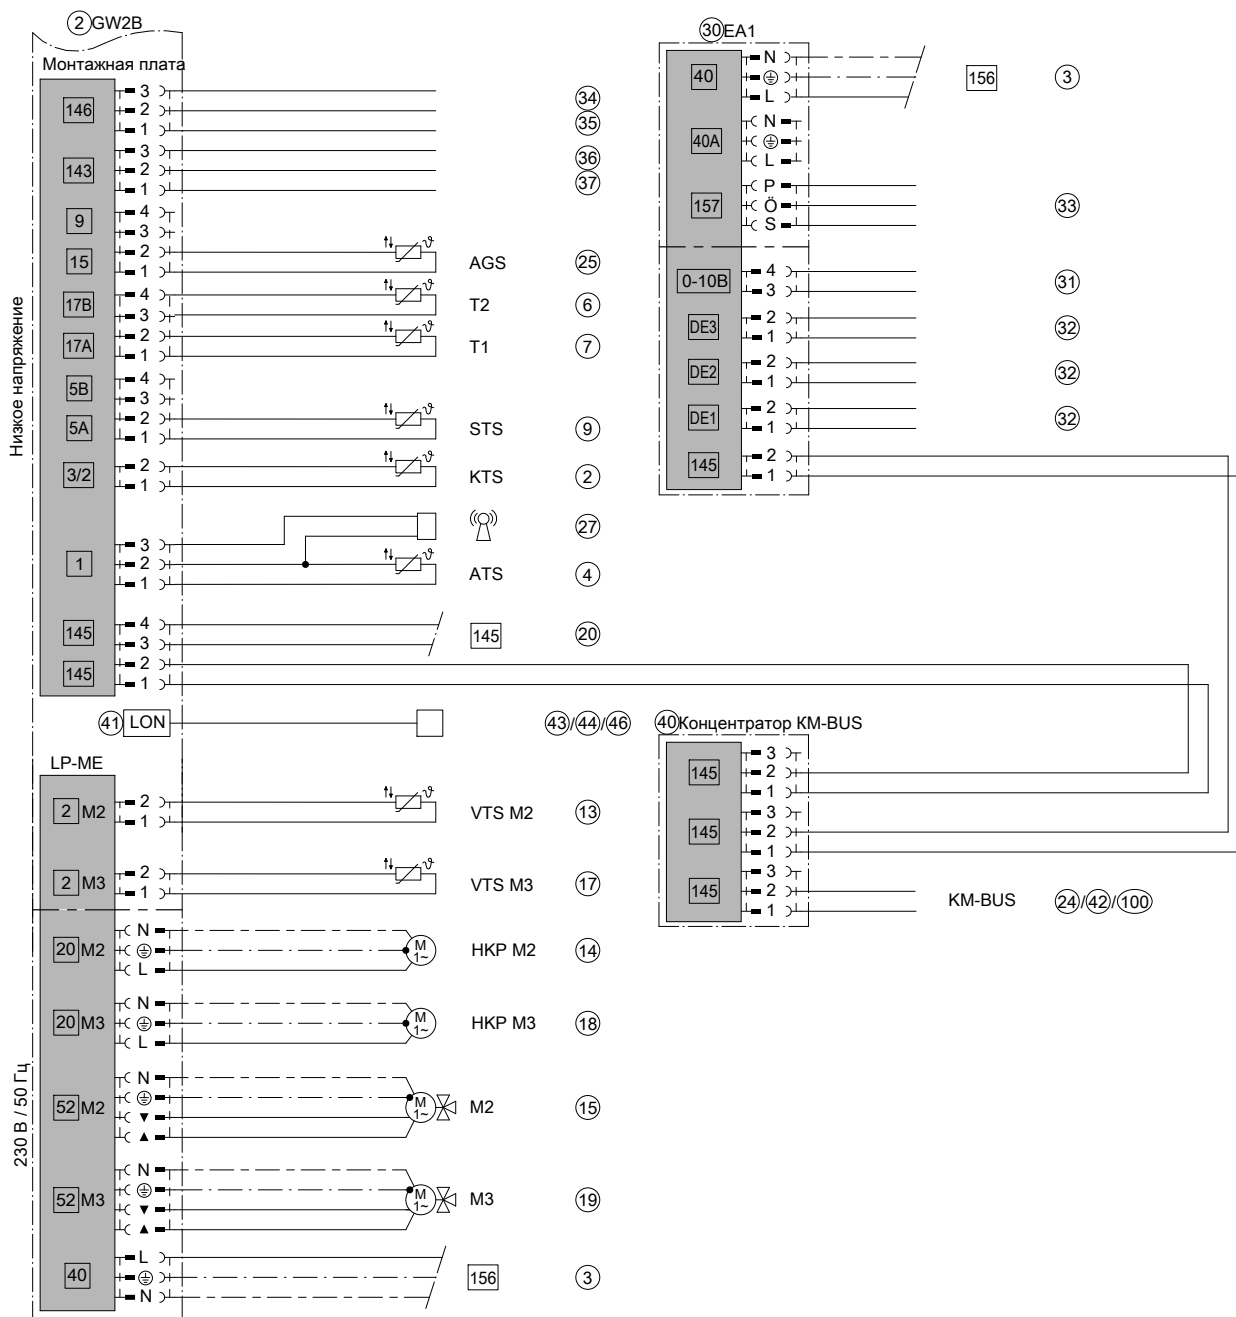 2 GW2B
Монтажная плата
Низкое напряжение
146
3
2
1
34
35
143
3
2
1
36
37
9
4
3
15
2
1
ϑ
AGS
25
17B
4
3
ϑ
T2
6
17A
2
1
ϑ
T1
7
5B
4
3
5A
2
1
ϑ
STS
9
3/2
2
1
ϑ
KTS
2
27
1
3
2
1
ϑ
ATS
4
145
4
3
145
20
145
2
1
41 LON
43/44/46
LP-ME
2 M2
2
1
ϑ
VTS M2
13
2 M3
2
1
ϑ
VTS M3
17
230 В / 50 Гц
20 M2
N
L
M
1~
HKP M2
14
20 M3
N
L
M
1~
HKP M3
18
52 M2
N
▼
▲
M
1~
M2
15
52 M3
N
▼
▲
M
1~
M3
19
40
L
N
156
3
30 EA1
40
N
L
156
3
40A
N
L
157
P
Ö
S
33
0-10В
4
3
31
DE3
2
1
32
DE2
2
1
32
DE1
2
1
32
145
2
1
40 Концентратор КМ-BUS
145
3
2
1
145
3
2
1
145
3
2
1
KM-BUS
24/42/100